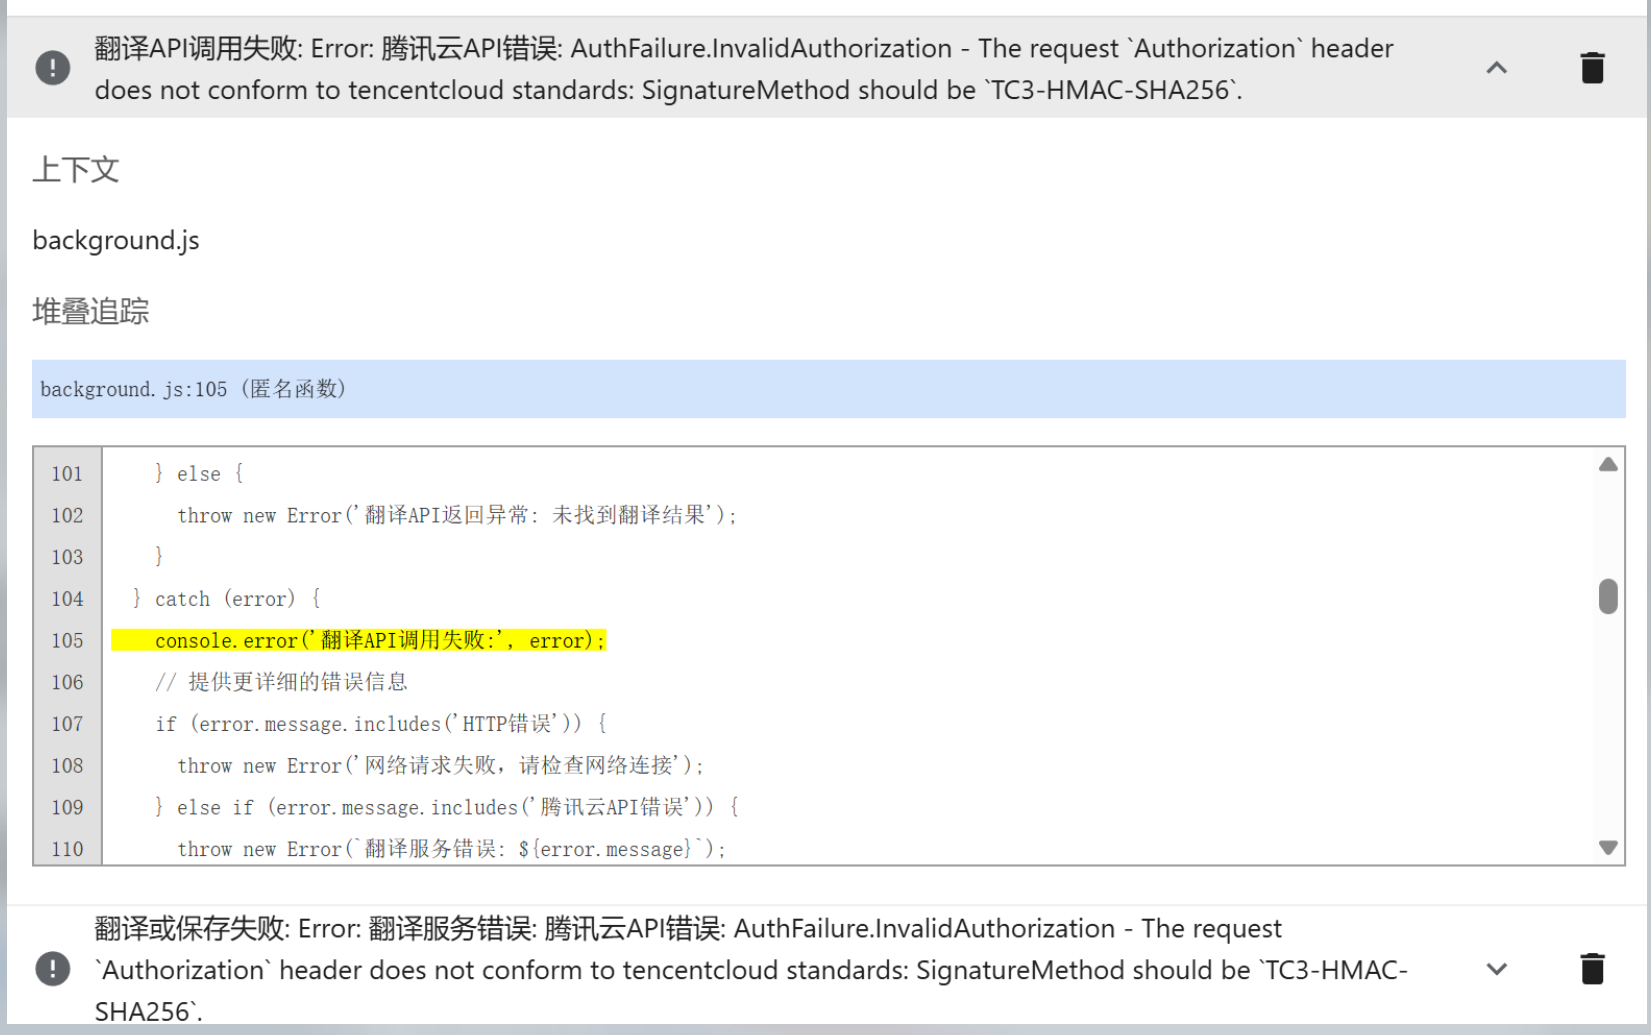 翻译API调用失败: Error: 腾讯云API错误: AuthFailure.InvalidAuthorization - The request `Authorization` header
does not conform to tencentcloud standards: SignatureMethod should be `TC3-HMAC-SHA256`.
上下文
background.js
堆叠追踪
background.js:105 (匿名函数)
101 } else {
102 throw new Error('翻译API返回异常: 未找到翻译结果');
103 }
104 } catch (error) {
105 console.error('翻译API调用失败:', error);
106 // 提供更详细的错误信息
107 if (error.message.includes('HTTP错误')) {
108 throw new Error('网络请求失败，请检查网络连接');
109 } else if (error.message.includes('腾讯云API错误')) {
110 throw new Error(`翻译服务错误: ${error.message}`);
翻译或保存失败: Error: 翻译服务错误: 腾讯云API错误: AuthFailure.InvalidAuthorization - The request
`Authorization` header does not conform to tencentcloud standards: SignatureMethod should be `TC3-HMAC-
SHA256`.